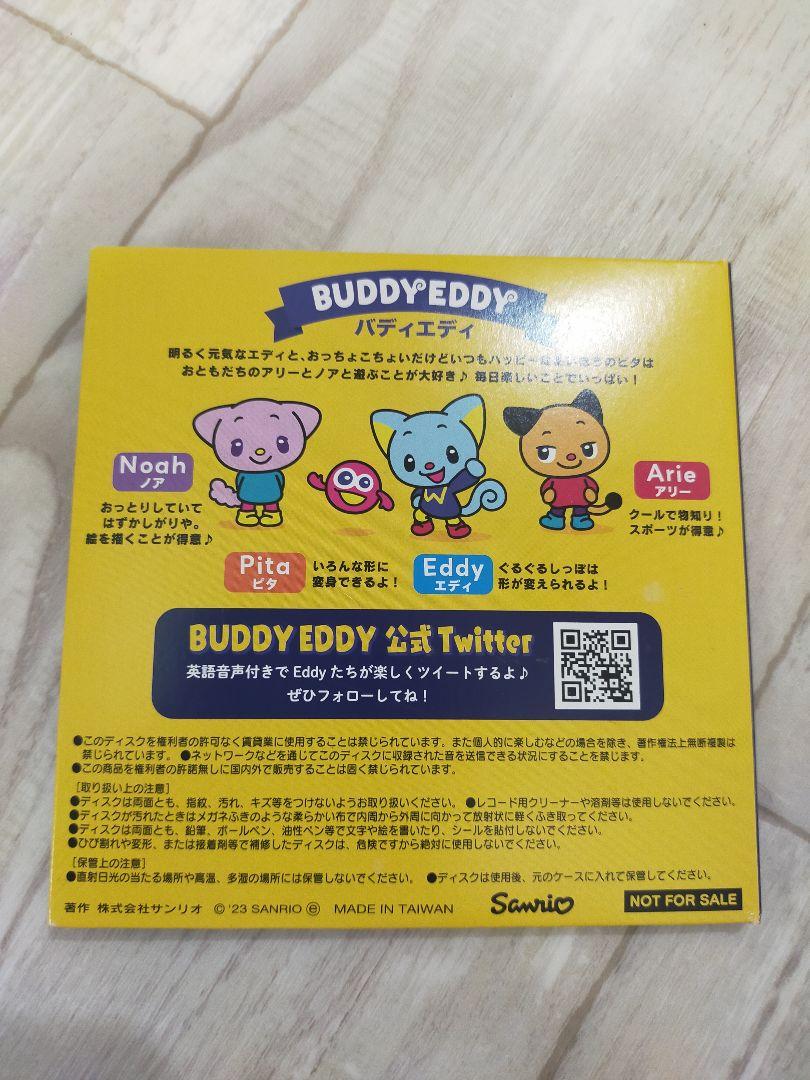 BUDDY EDDY
バディエディ
明るく元気なエディと、おっちょこちょいだけどいつもハッピーな
のピタは
おともだちのアリーとノアと遊ぶことが大好き♪ 毎日楽しいことでいっぱい！
Noah
ノア
おっとりしていて
はずかしがりや。
絵を描くことが得意♪
Arie
アリー
クールで物知り！
スポーツが得意♪
Pita
ピタ
いろんな形に
変身できるよ！
Eddy
エディ
ぐるぐるしっぽは
形が変えられるよ！
BUDDY EDDY 公式 Twitter
英語音声付きで Eddy たちが楽しくツイートするよ♪
ぜひフォローしてね！
●このディスクを権利者の許可なく賃貸業に使用することは禁じられています。また個人的に楽しむなどの場合を除き、著作権法上無断複製は
禁じられています。 ●ネットワークなどを通じてこのディスクに収録された音を送信できる状況にすることを禁じます。
●この商品を権利者の許諾無しに国内外で販売することは固く禁じられています。
［取り扱い上の注意］
●ディスクは両面とも、指紋、汚れ、キズ等をつけないようお取り扱いください。 ●レコード用クリーナーや溶剤等は使用しないでください。
●ディスクが汚れたときはメガネふきのような柔らかい布で内周から外周に向かって放射状に軽くふき取ってください。
●ディスクは両面とも、鉛筆、ボールペン、油性ペン等で文字や絵を書いたり、シールを貼付しないでください。
●ひび割れや変形、または接着剤等で補修したディスクは、危険ですから絶対に使用しないでください。
［保管上の注意］
●直射日光の当たる場所や高温、多湿の場所には保管しないでください。 ●ディスクは使用後、元のケースに入れて保管してください。
著作 株式会社サンリオ © '23 SANRIO ⓔ MADE IN TAIWAN Sanrio NOT FOR SALE